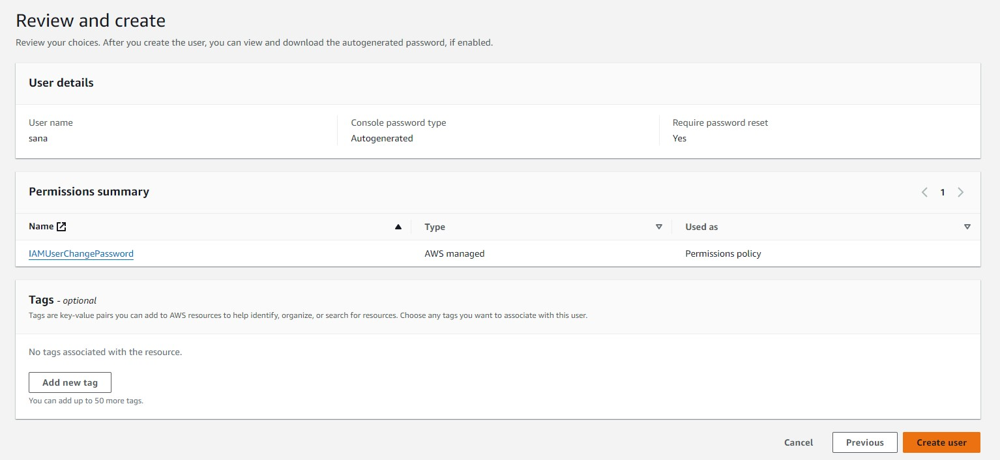 Review and create
Review your choices. After you create the user, you can view and download the autogenerated password, if enabled.
User details
User name
sana
Console password type
Autogenerated
Require password reset
Yes
Permissions summary
1
Name
Type
Used as
IAMUserChangePassword
AWS managed
Permissions policy
Tags - optional
Tags are key-value pairs you can add to AWS resources to help identify, organize, or search for resources. Choose any tags you want to associate with this user.
No tags associated with the resource.
Add new tag
You can add up to 50 more tags.
Cancel
Previous
Create user